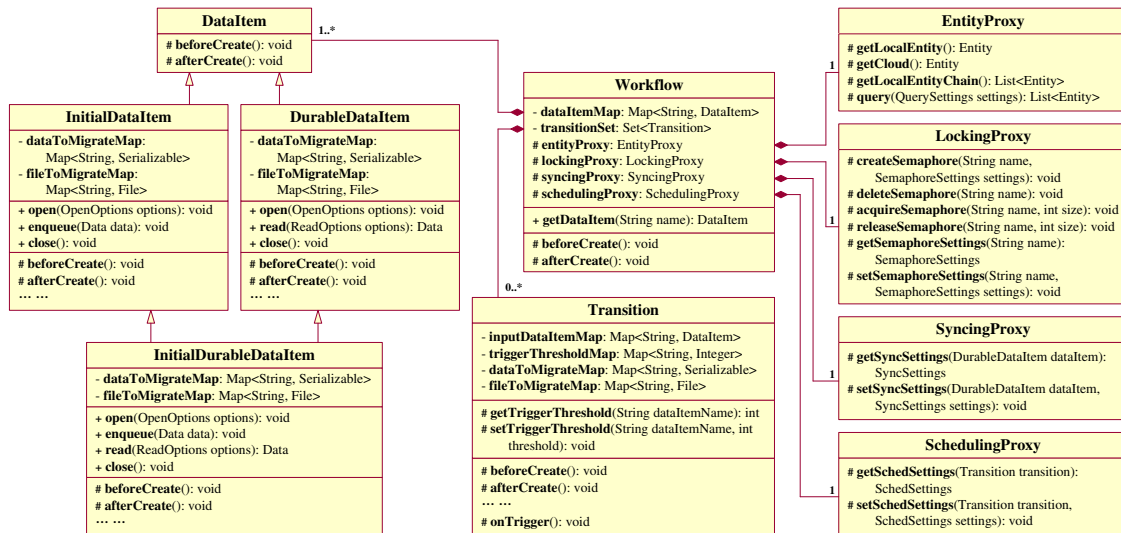 DataItem
# beforeCreate(): void
# afterCreate(): void
1..*
InitialDataItem
- dataToMigrateMap:
Map<String, Serializable>
- fileToMigrateMap:
Map<String, File>
+ open(OpenOptions options): void
+ enqueue(Data data): void
+ close(): void
# beforeCreate(): void
# afterCreate(): void
... ...
DurableDataItem
- dataToMigrateMap:
Map<String, Serializable>
- fileToMigrateMap:
Map<String, File>
+ open(OpenOptions options): void
+ read(ReadOptions options): Data
+ close(): void
# beforeCreate(): void
# afterCreate(): void
... ...
InitialDurableDataItem
- dataToMigrateMap: Map<String, Serializable>
- fileToMigrateMap: Map<String, File>
+ open(OpenOptions options): void
+ enqueue(Data data): void
+ read(ReadOptions options): Data
+ close(): void
# beforeCreate(): void
# afterCreate(): void
... ...
Workflow
- dataItemMap: Map<String, DataItem>
- transitionSet: Set<Transition>
# entityProxy: EntityProxy
# lockingProxy: LockingProxy
# syncingProxy: SyncingProxy
# schedulingProxy: SchedulingProxy
+ getDataItem(String name): DataItem
# beforeCreate(): void
# afterCreate(): void
0..*
Transition
- inputDataItemMap: Map<String, DataItem>
- triggerThresholdMap: Map<String, Integer>
- dataToMigrateMap: Map<String, Serializable>
- fileToMigrateMap: Map<String, File>
# getTriggerThreshold(String dataItemName): int
# setTriggerThreshold(String dataItemName, int
threshold): void
# beforeCreate(): void
# afterCreate(): void
... ...
# onTrigger(): void
EntityProxy
# getLocalEntity(): Entity
# getCloud(): Entity
# getLocalEntityChain(): List<Entity>
# query(QuerySettings settings): List<Entity>
1
LockingProxy
# createSemaphore(String name,
SemaphoreSettings settings): void
# deleteSemaphore(String name): void
# acquireSemaphore(String name, int size): void
# releaseSemaphore(String name, int size): void
# getSemaphoreSettings(String name):
SemaphoreSettings
# setSemaphoreSettings(String name,
SemaphoreSettings settings): void
1
SyncingProxy
# getSyncSettings(DurableDataItem dataItem):
SyncSettings
# setSyncSettings(DurableDataItem dataItem,
SyncSettings settings): void
1
SchedulingProxy
# getSchedSettings(Transition transition):
SchedSettings
# setSchedSettings(Transition transition,
SchedSettings settings): void
1